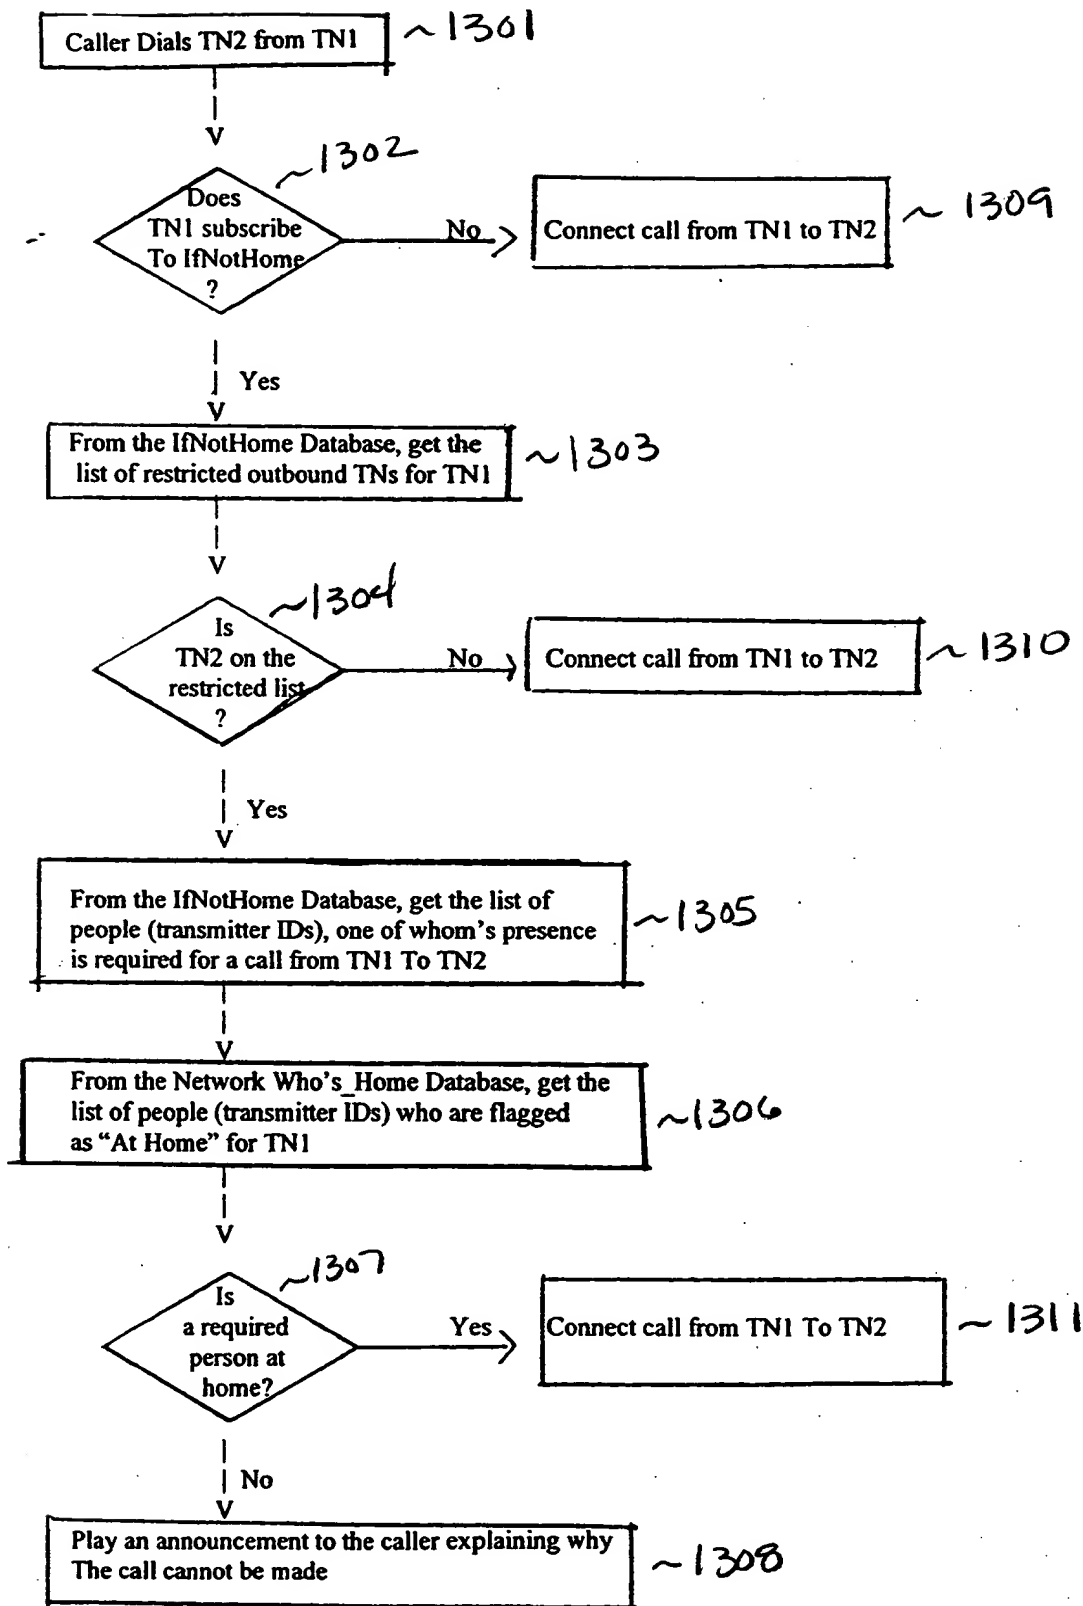 Caller Dials TN2 from TN1
~1301
~1302
Does
TN1 subscribe
To IfNotHome
?
No
Connect call from TN1 to TN2
~ 1309
Yes
From the IfNotHome Database, get the
list of restricted outbound TNs for TN1
~1303
~1304
Is
TN2 on the
restricted list
?
No
Connect call from TN1 to TN2
~ 1310
Yes
From the IfNotHome Database, get the list of
people (transmitter IDs), one of whom's presence
is required for a call from TN1 To TN2
~1305
From the Network Who's_Home Database, get the
list of people (transmitter IDs) who are flagged
as “At Home” for TN1
~1306
~1307
Is
a required
person at
home?
Yes
Connect call from TN1 To TN2
~ 1311
No
Play an announcement to the caller explaining why
The call cannot be made
~1308